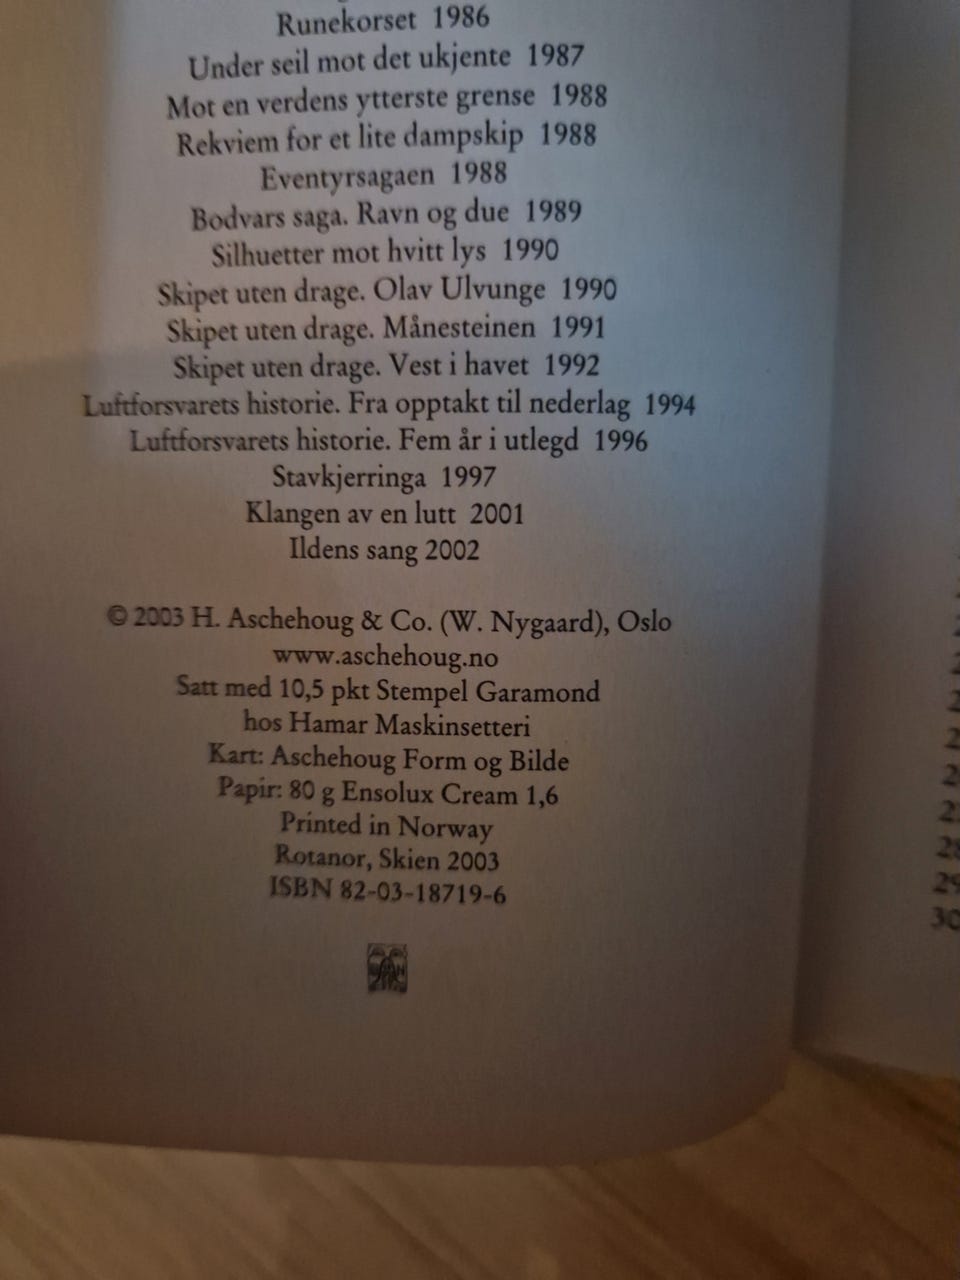 Runekorset 1986
Under seil mot det ukjente 1987
Mot en verdens ytterste grense 1988
Rekviem for et lite dampskip 1988
Eventyrsagaen 1988
Bodvars saga. Ravn og due 1989
Silhuetter mot hvitt lys 1990
Skipet uten drage. Olav Ulvunge 1990
Skipet uten drage. Månesteinen 1991
Skipet uten drage. Vest i havet 1992
Luftforsvarets historie. Fra opptakt til nederlag 1994
Luftforsvarets historie. Fem år i utlegd 1996
Stavkjerringa 1997
Klangen av en lutt 2001
Ildens sang 2002
© 2003 H. Aschehoug & Co. (W. Nygaard), Oslo
www.aschehoug.no
Satt med 10,5 pkt Stempel Garamond
hos Hamar Maskinsetteri
Kart: Aschehoug Form og Bilde
Papir: 80 g Ensolux Cream 1,6
Printed in Norway
Rotanor, Skien 2003
ISBN 82-03-18719-6
28
29
30